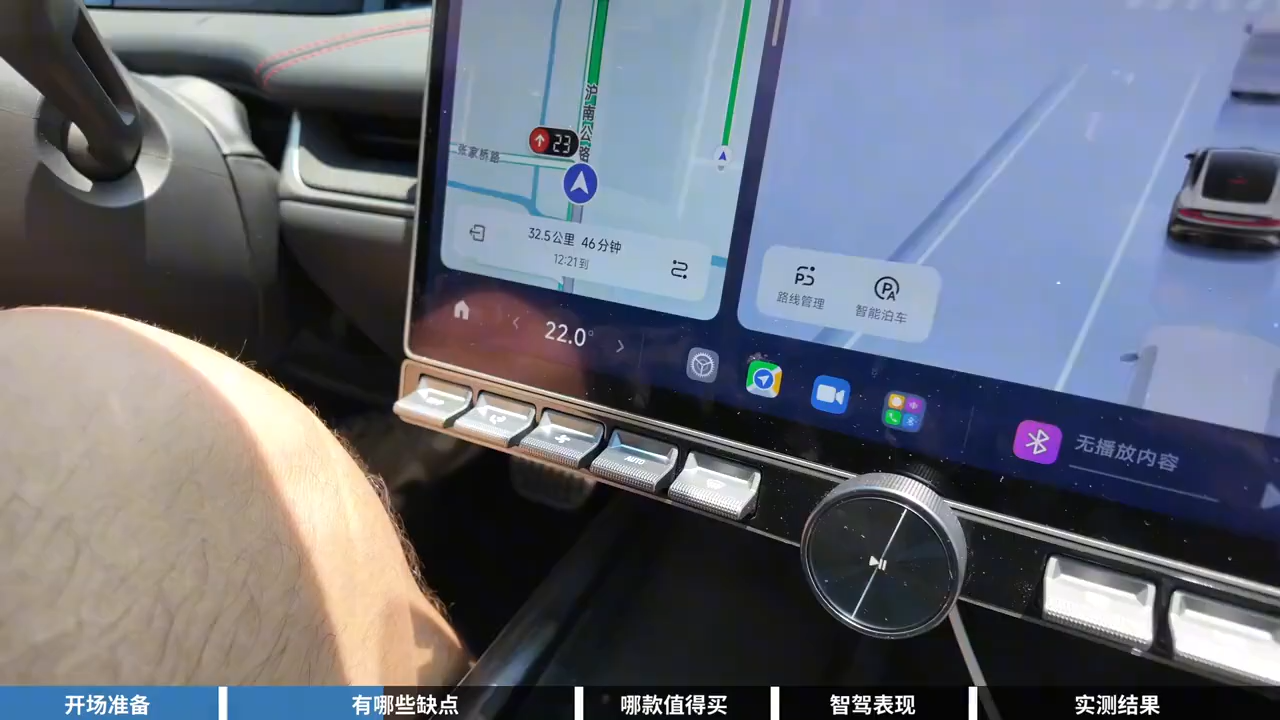 沪南公路
23
张家桥路
32.5公里 46分钟
12:21到
路线管理
智能泊车
22.0°
无播放内容
AUTO
开场准备
有哪些缺点
哪款值得买
智驾表现
实测结果